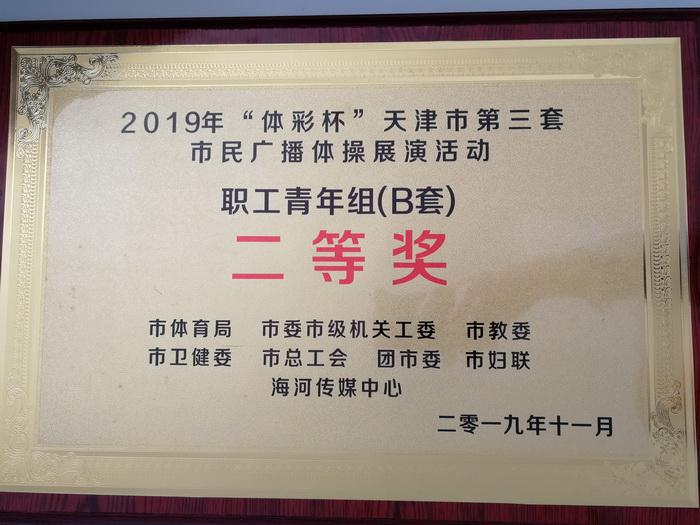 2019年“体彩杯”天津市第三套
市民广播体操展演活动
职工青年组(B套)
二等奖
市体育局 市委市级机关工委 市教委
市卫健委 市总工会 团市委 市妇联
海河传媒中心
二零一九年十一月